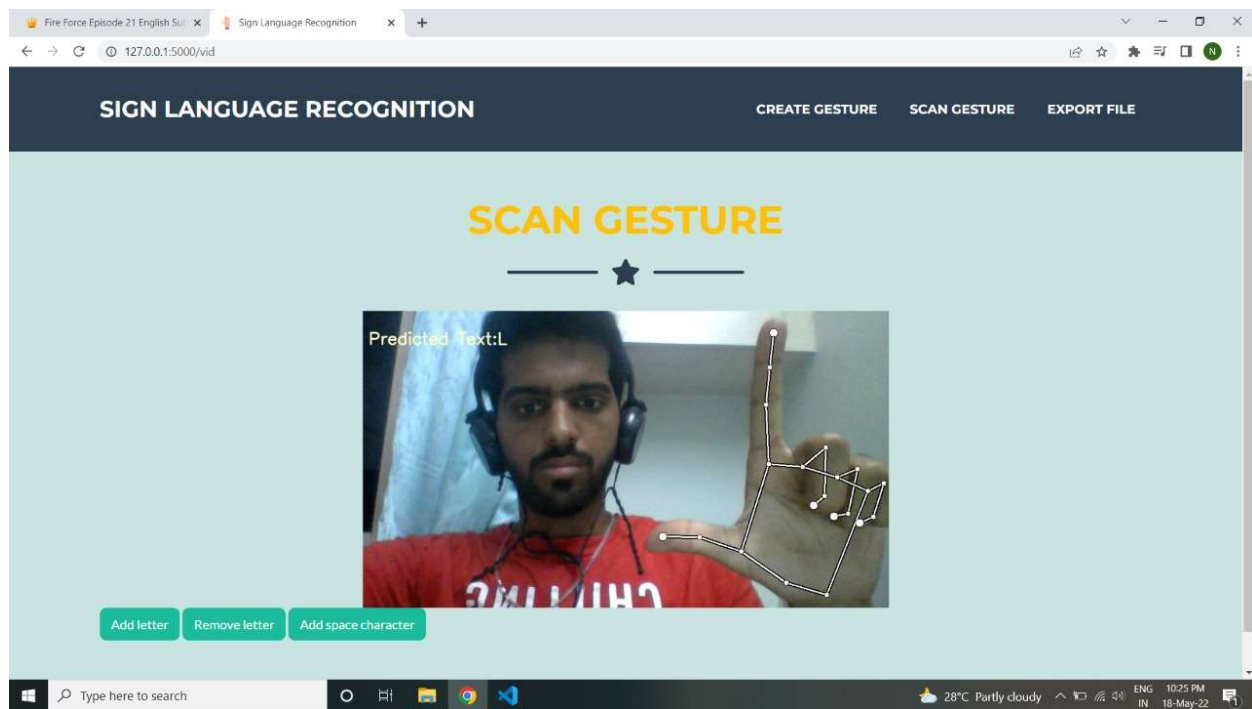 Fire Force Episode 21 English Su
Sign Language Recognition
127.0.0.1:5000/vid
N
SIGN LANGUAGE RECOGNITION
CREATE GESTURE
SCAN GESTURE
EXPORT FILE
SCAN GESTURE
Predicted Text:L
Add letter
Remove letter
Add space character
Type here to search
28°C Partly cloudy
ENG
IN
10:25 PM
18-May-22
1